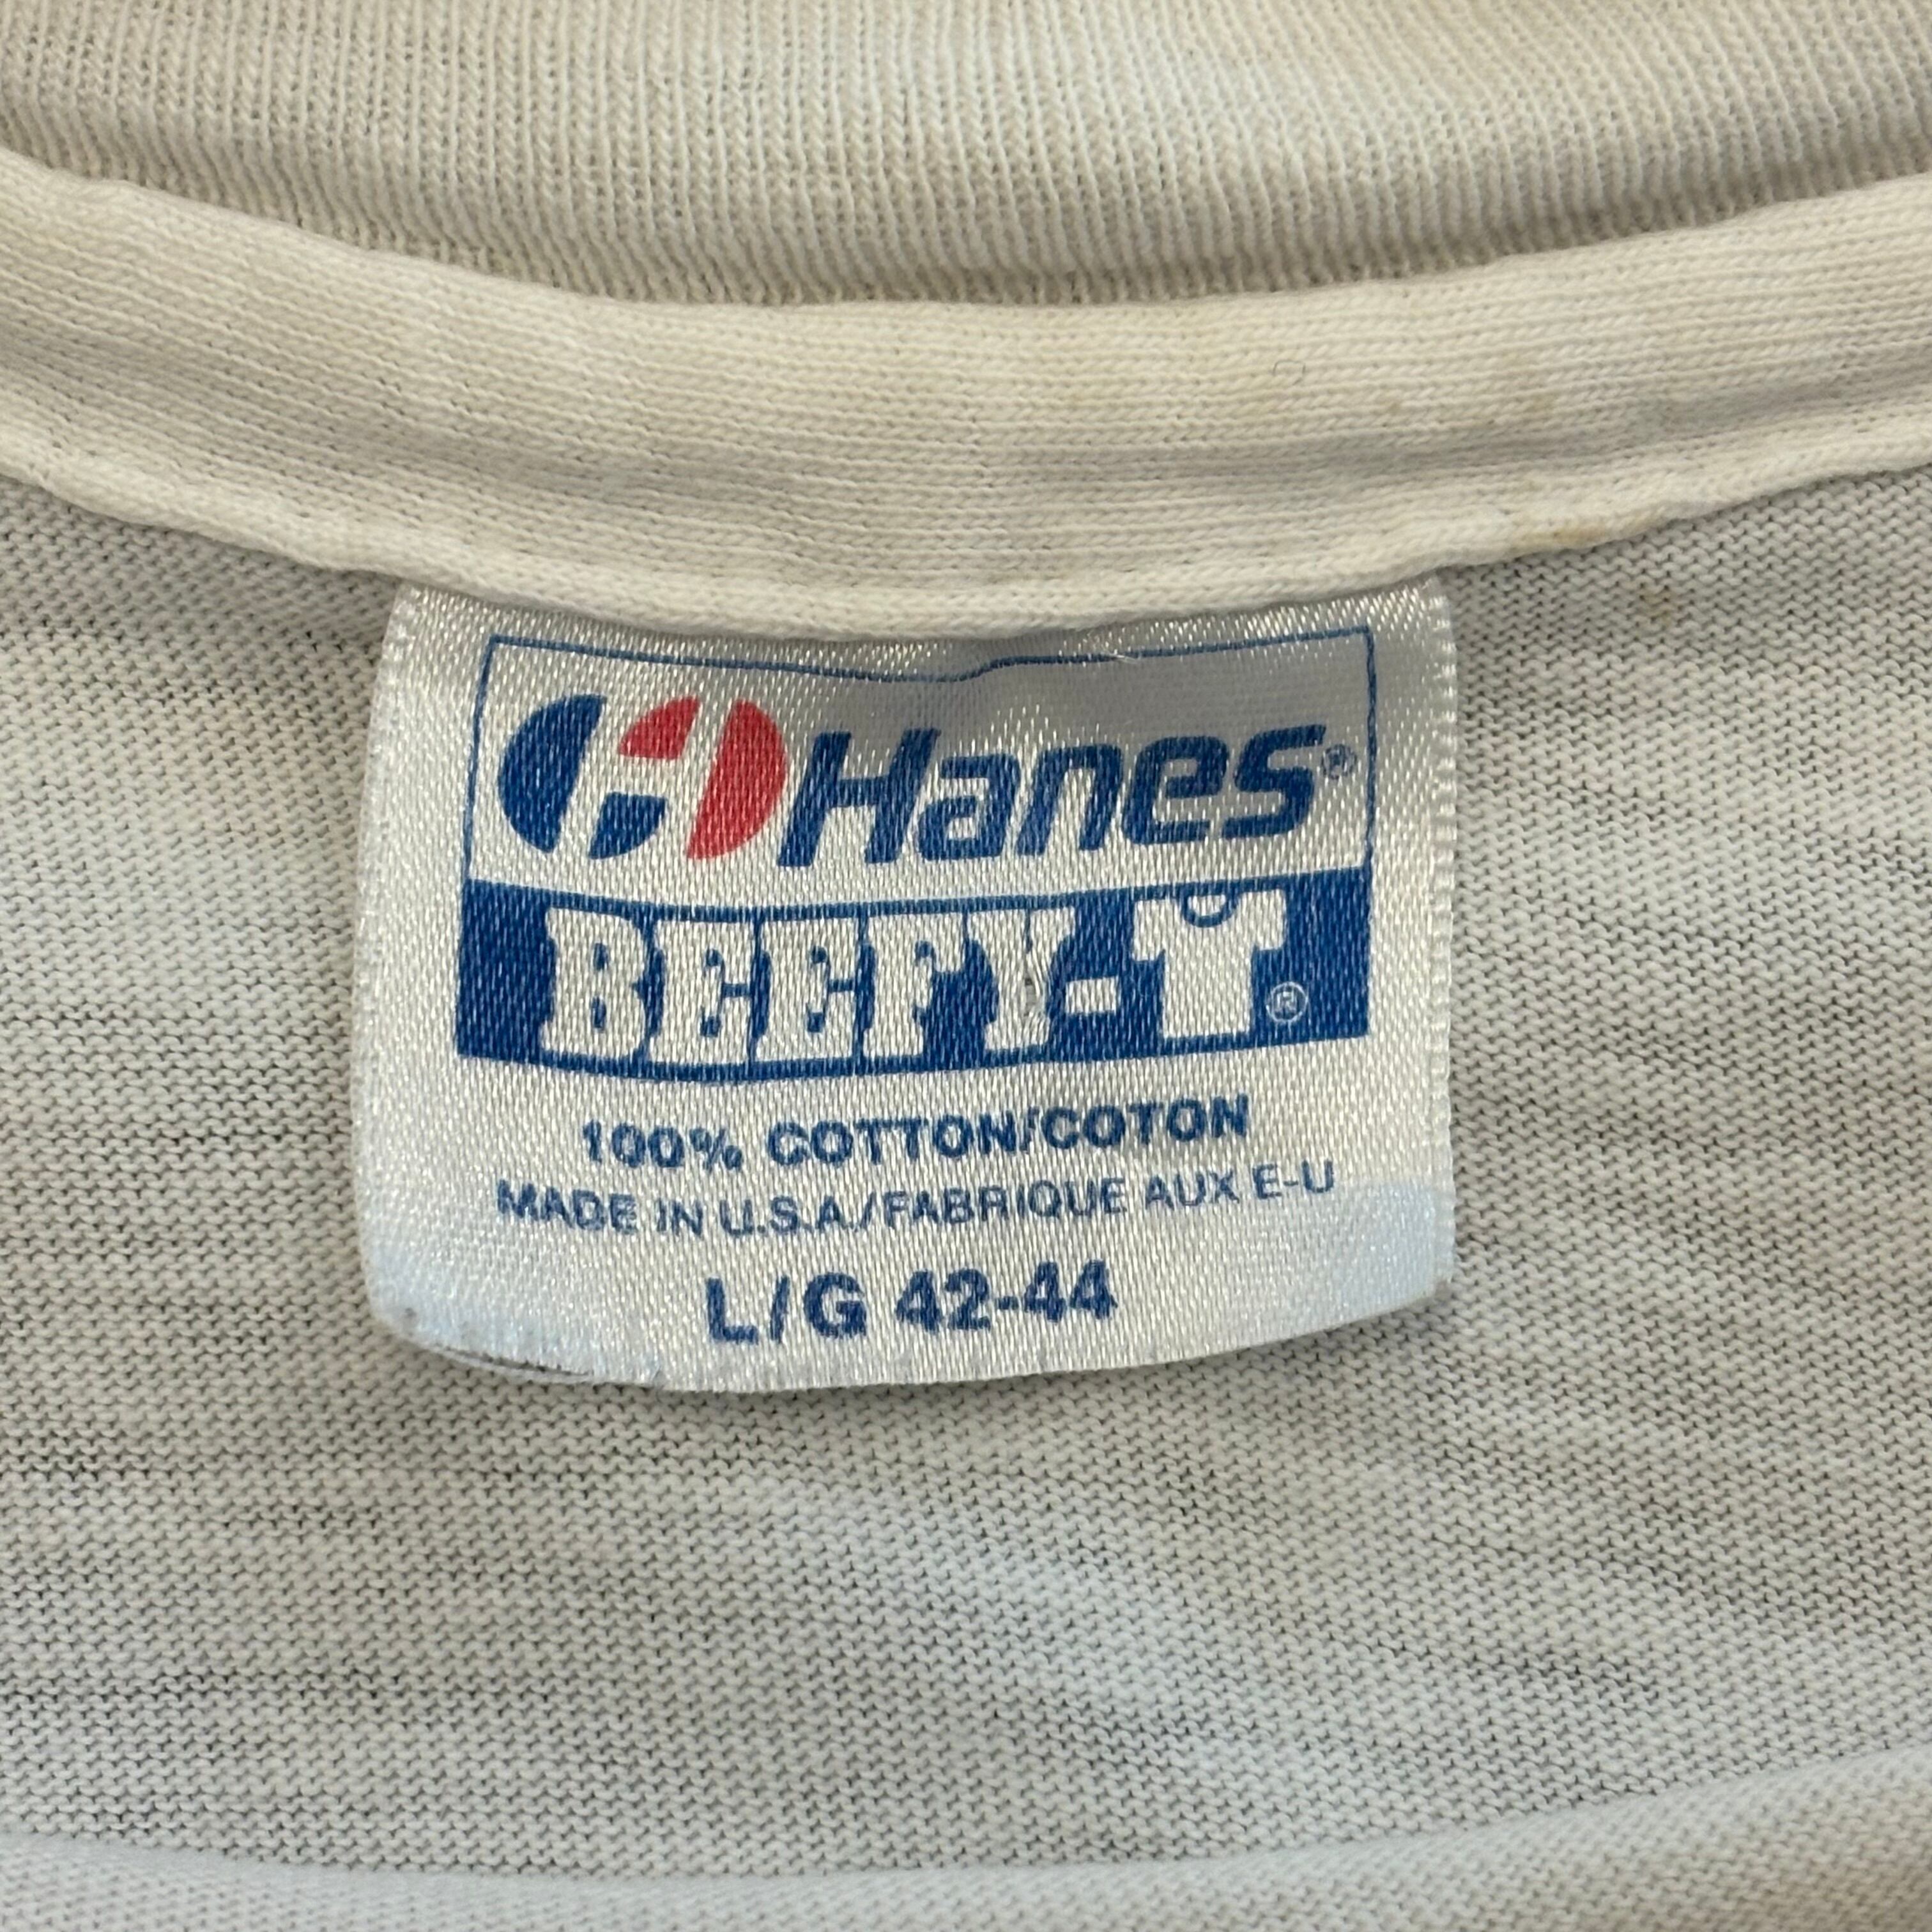 Hanes®
BEEFY-T®
100% COTTON/COTON
MADE IN U.S.A./FABRIQUE AUX E-U
L/G 42-44